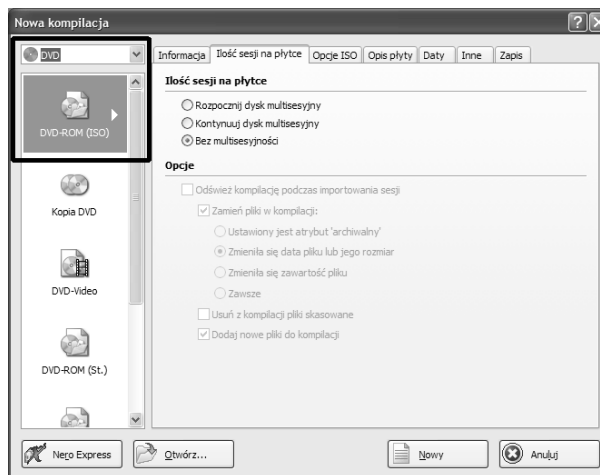 Nowa kompilacja
DVD
Informacja
Ilość sesji na płytce
Opcje ISO
Opis płyty
Daty
Inne
Zapis
DVD-ROM (ISO)
Kopia DVD
DVD-Video
DVD-ROM (St.)
Ilość sesji na płytce
Rozpocznij dysk multisesyjny
Kontynuuj dysk multisesyjny
Bez multisesyjności
Opcje
Odśwież kompilację podczas importowania sesji
Zamień pliki w kompilacji:
Ustawiony jest atrybut 'archiwalny'
Zmieniła się data pliku lub jego rozmiar
Zmieniła się zawartość pliku
Zawsze
Usuń z kompilacji pliki skasowane
Dodaj nowe pliki do kompilacji
Nero Express
Otwórz...
Nowy
Anuluj